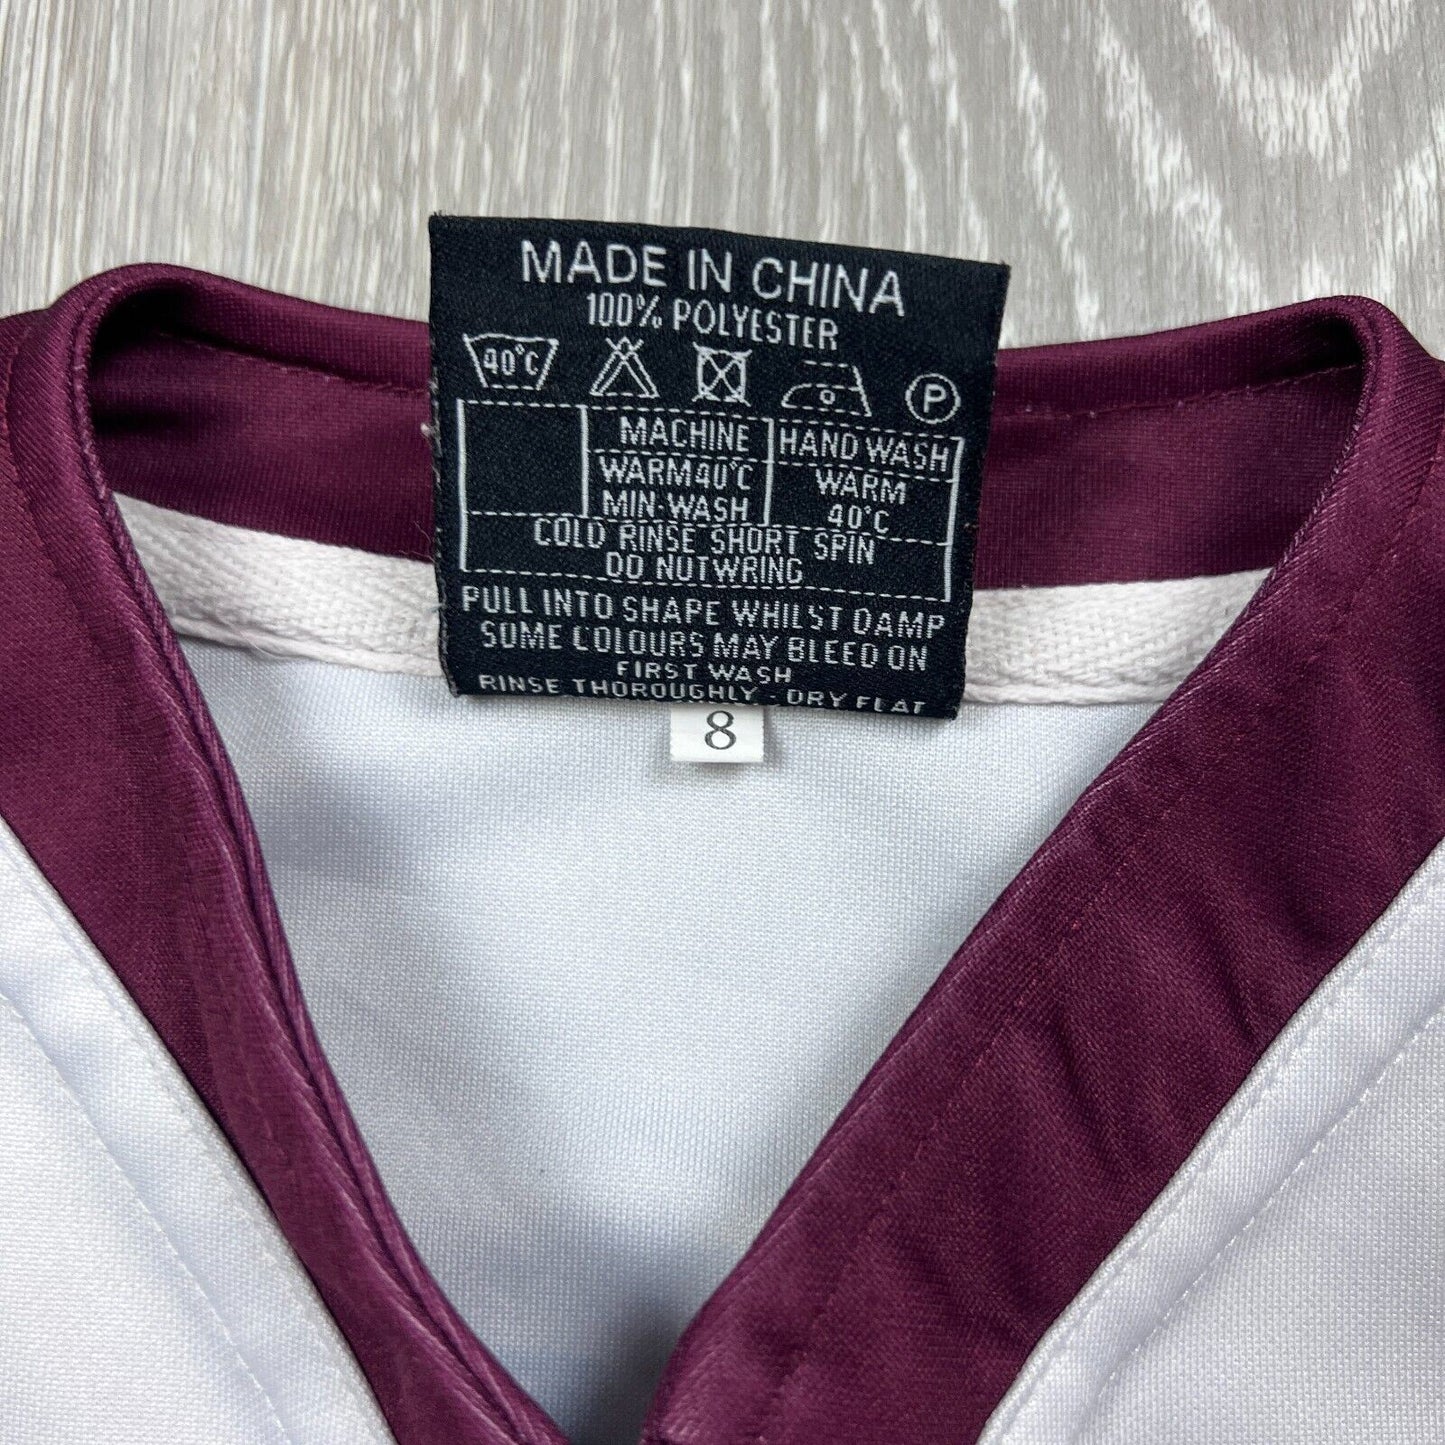 MADE IN CHINA
100% POLYESTER
40°C P
MACHINE HAND WASH
WARM 40°C WARM
MIN-WASH 40°C
COLD RINSE SHORT SPIN
DO NUTWRING
PULL INTO SHAPE WHILST DAMP
SOME COLOURS MAY BLEED ON
FIRST WASH
RINSE THOROUGHLY - DRY FLAT
8